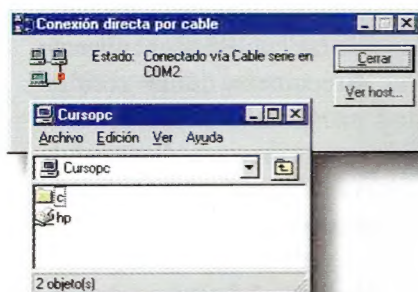 Conexión directa por cable
Estado: Conectado vía Cable serie en
COM2
Cerrar
Ver host...
Cursopc
Archivo Edición Ver Ayuda
Cursopc
c
hp
2 objeto(s)